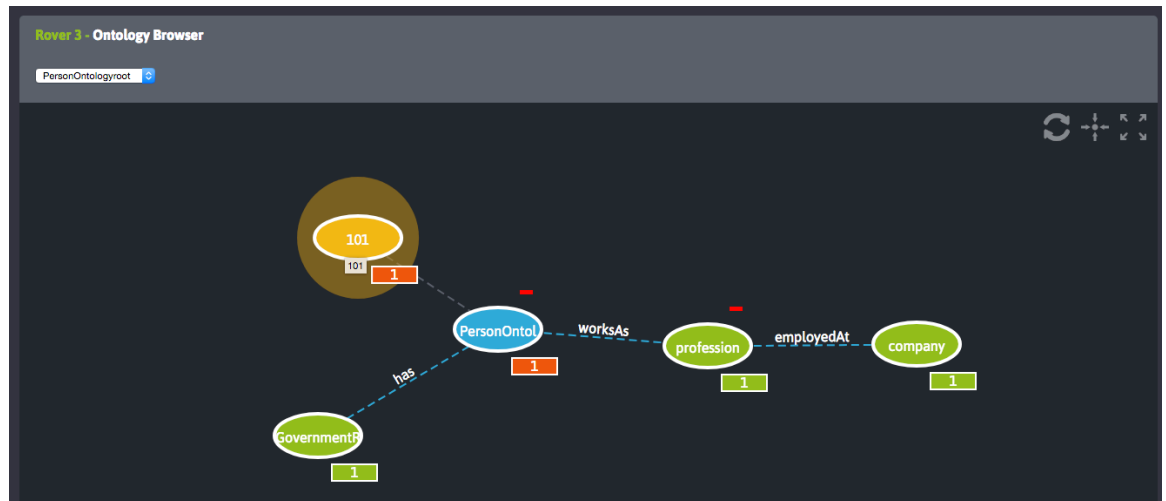 Rover 3 - Ontology Browser
PersonOntologyroot
101
101
1
PersonOntol
1
worksAs
profession
1
employedAt
company
1
has
GovernmentR
1